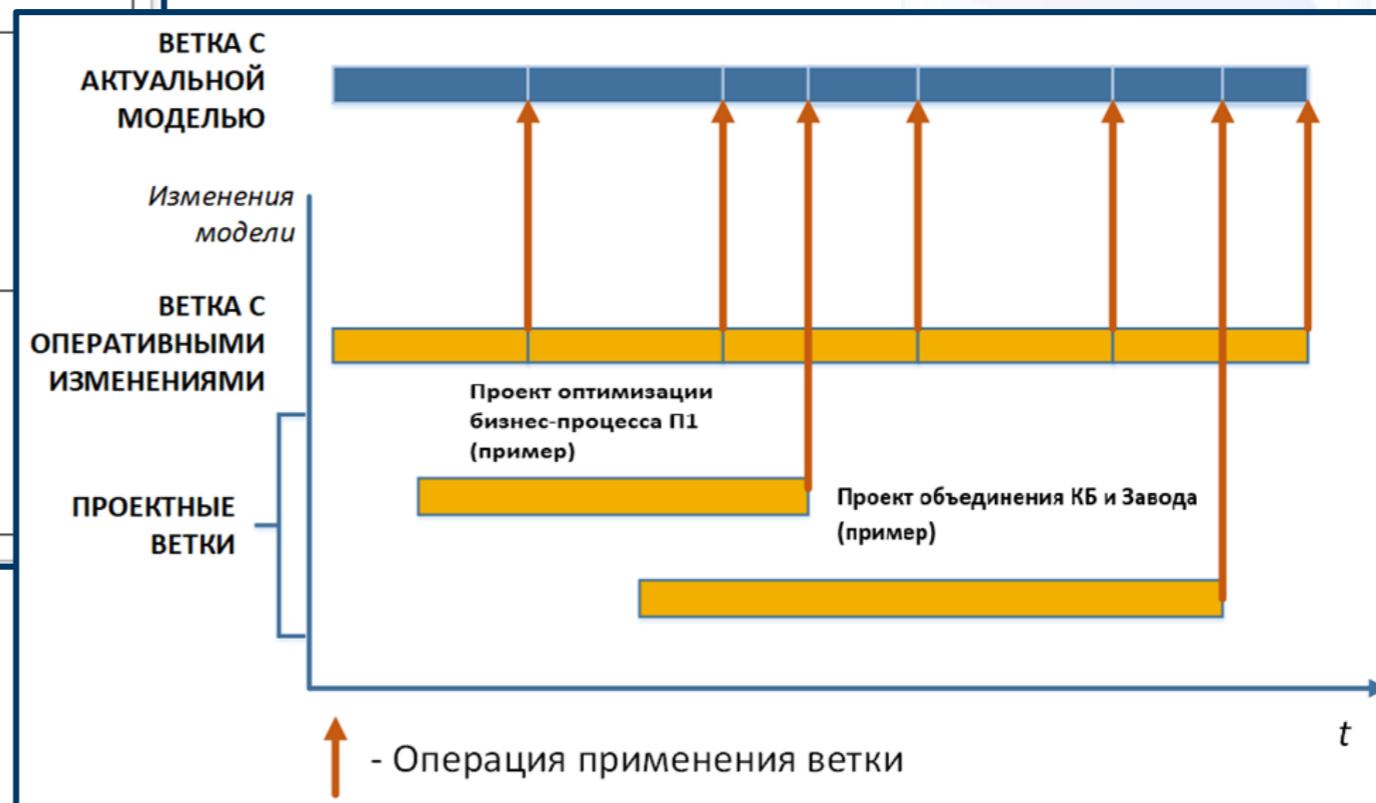 ВЕТКА С
АКТУАЛЬНОЙ
МОДЕЛЬЮ
Изменения
модели
ВЕТКА С
ОПЕРАТИВНЫМИ
ИЗМЕНЕНИЯМИ
Проект оптимизации
бизнес-процесса П1
(пример)
ПРОЕКТНЫЕ
ВЕТКИ
Проект объединения КБ и Завода
(пример)
t
- Операция применения ветки